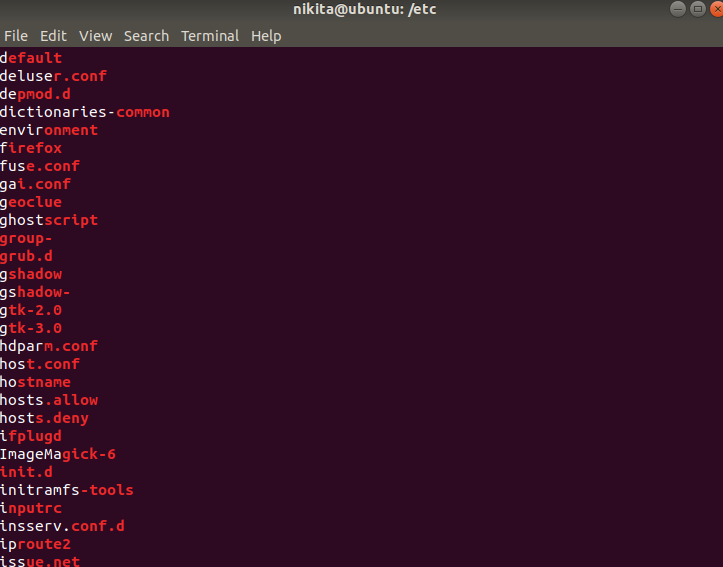 nikita@ubuntu: /etc
File Edit View Search Terminal Help
default
deluser.conf
depmod.d
dictionaries-common
environment
firefox
fuse.conf
gai.conf
geoclue
ghostscript
group-
grub.d
gshadow
gshadow-
gtk-2.0
gtk-3.0
hdparm.conf
host.conf
hostname
hosts.allow
hosts.deny
ifplugd
ImageMagick-6
init.d
initramfs-tools
inputrc
insserv.conf.d
iproute2
issue.net